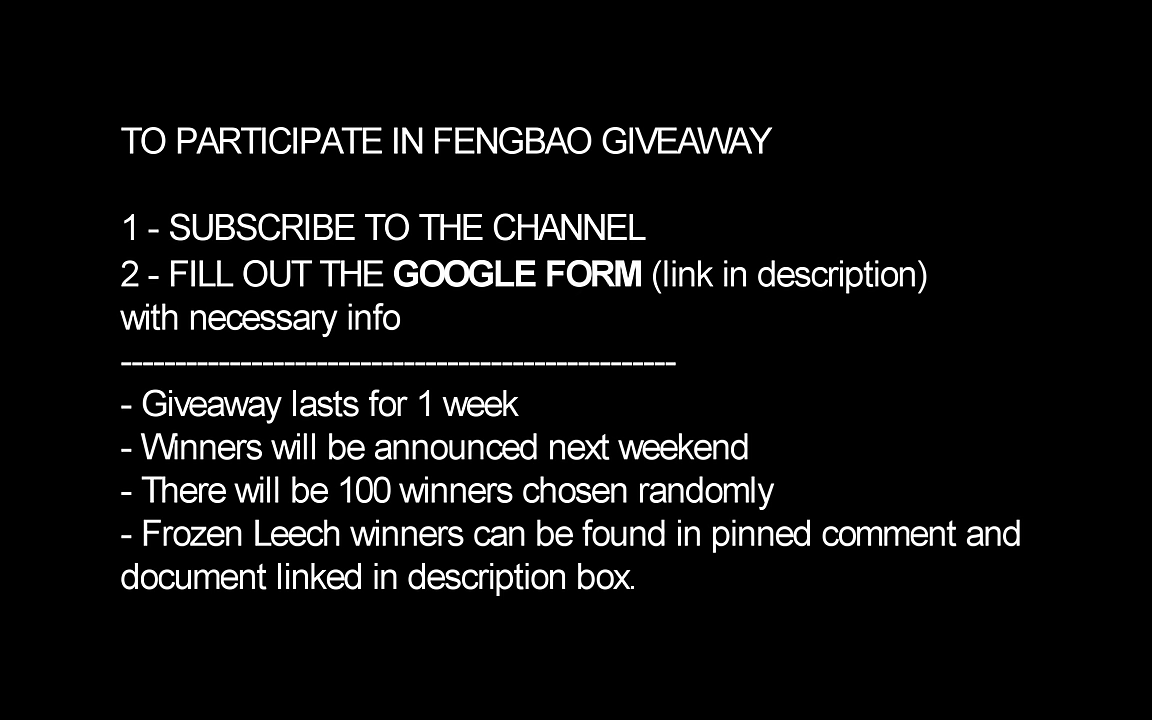 TO PARTICIPATE IN FENGBAO GIVEAWAY
1 - SUBSCRIBE TO THE CHANNEL
2 - FILL OUT THE GOOGLE FORM (link in description)
with necessary info
---------------------------------------------------
- Giveaway lasts for 1 week
- Winners will be announced next weekend
- There will be 100 winners chosen randomly
- Frozen Leech winners can be found in pinned comment and
document linked in description box.